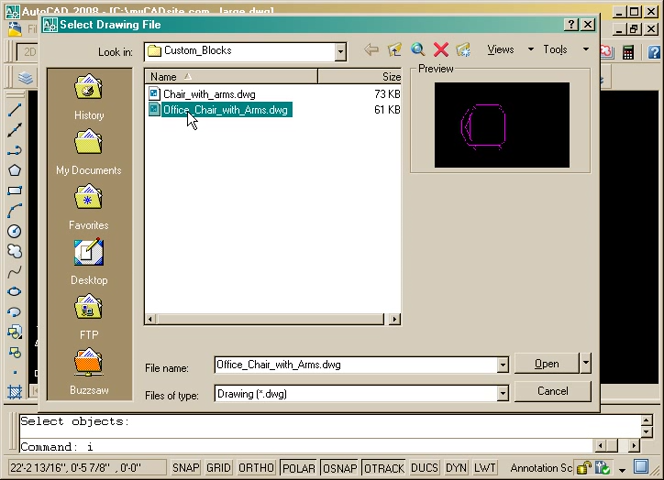 AutoCAD 2008 - [C:\myCADsite.com large.dwg]
Select Drawing File
Look in:
Custom_Blocks
Views
Tools
Name
Size
Preview
Chair_with_arms.dwg
73 KB
Office_Chair_with_Arms.dwg
61 KB
History
My Documents
Favorites
Desktop
FTP
Buzzsaw
File name:
Office_Chair_with_Arms.dwg
Open
Files of type:
Drawing (*.dwg)
Cancel
Select objects:
Command: i
22'-2 13/16", 0'-5 7/8" , 0'-0"
SNAP
GRID
ORTHO
POLAR
OSNAP
OTRACK
DUCS
DYN
LWT
Annotation Sc